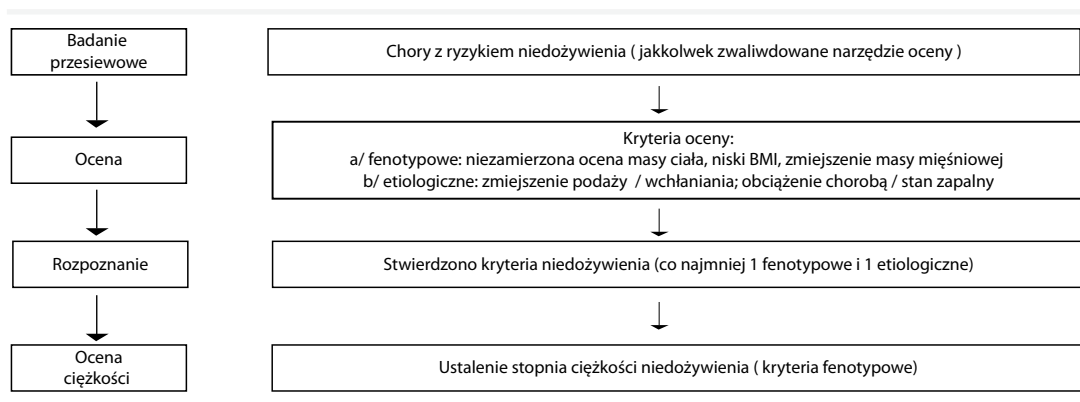 Badanie
przesiewowe
Chory z ryzykiem niedożywienia ( jakkolwek zwaliwdowane narzędzie oceny )
Ocena
Kryteria oceny:
a/ fenotypowe: niezamierzona ocena masy ciała, niski BMI, zmiejszenie masy mięśniowej
b/ etiologiczne: zmiejszenie podaży / wchłaniania; obciążenie chorobą / stan zapalny
Rozpoznanie
Stwierdzono kryteria niedożywienia (co najmniej 1 fenotypowe i 1 etiologiczne)
Ocena
ciężkości
Ustalenie stopnia ciężkości niedożywienia ( kryteria fenotypowe)